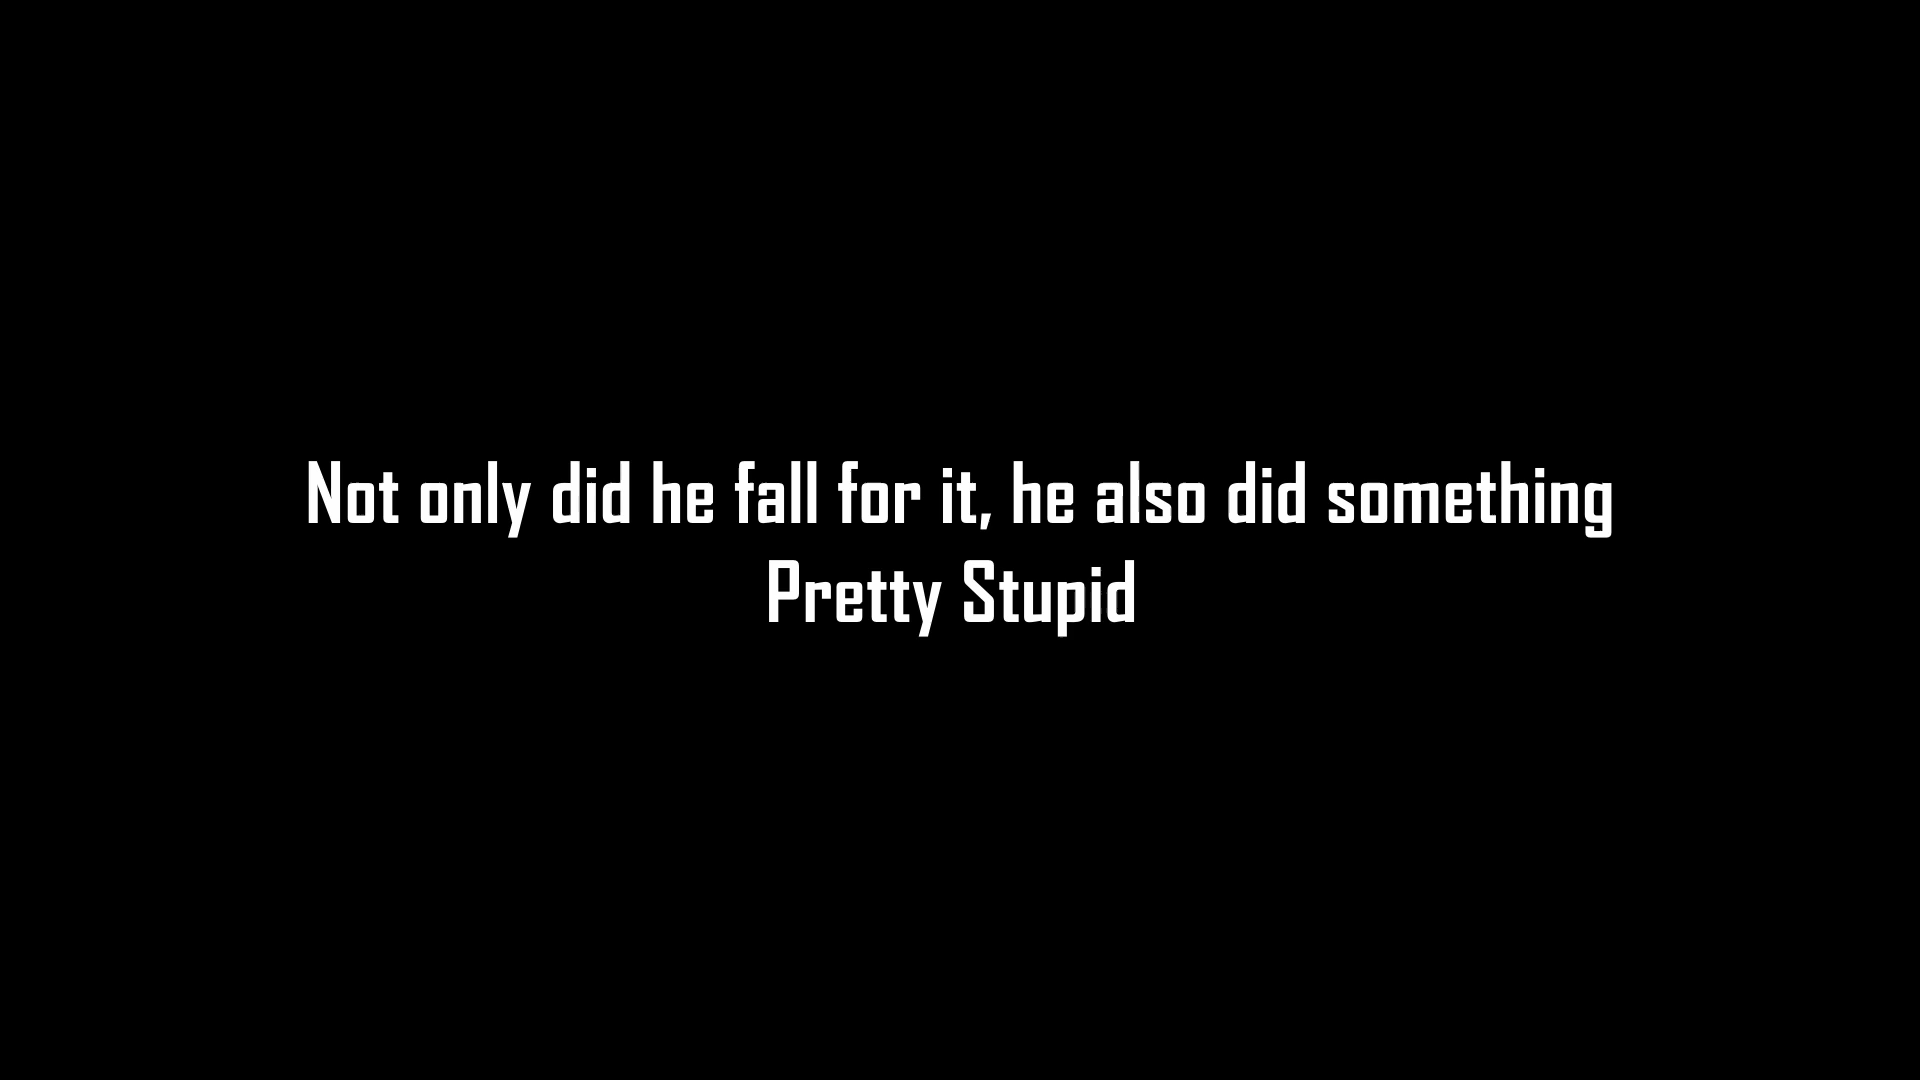 Not only did he fall for it, he also did something
Pretty Stupid